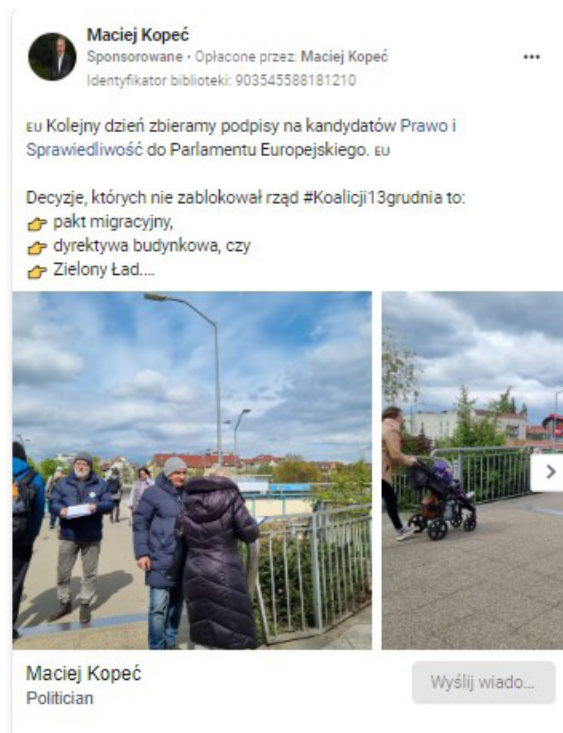 Maciej Kopeć
Sponsorowane • Opłacone przez: Maciej Kopeć
Identyfikator biblioteki: 903545588181210
EU Kolejny dzień zbieramy podpisy na kandydatów Prawo i
Sprawiedliwość do Parlamentu Europejskiego. EU
Decyzje, których nie zablokował rząd #Koalicji13grudnia to:
👉 pakt migracyjny,
👉 dyrektywa budynkowa, czy
👉 Zielony Ład....
Maciej Kopeć
Politician
Wyślij wiado...